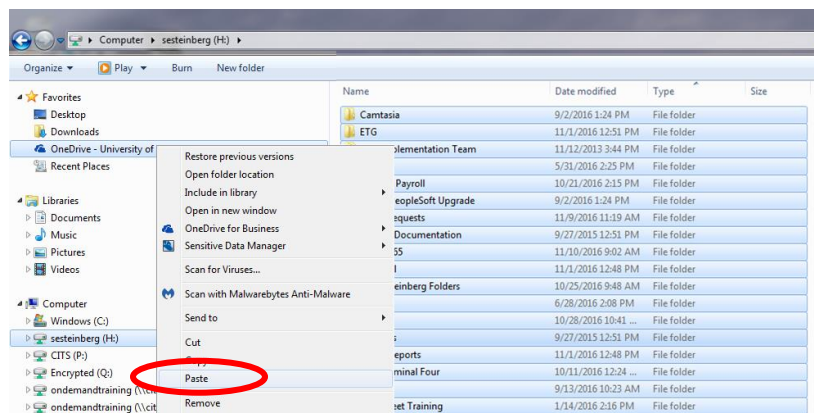 Computer sesteinberg (H:)
Organize Play Burn New folder
Name Date modified Type Size
Favorites
Desktop
Downloads
OneDrive - University of
Recent Places
Libraries
Documents
Music
Pictures
Videos
Computer
Windows (C:)
sesteinberg (H:)
CITS (P:)
Encrypted (Q:)
ondemandtraining (\\cit
ondemandtraining (\\cit
Restore previous versions
Open folder location
Include in library
Open in new window
OneDrive for Business
Sensitive Data Manager
Scan for Viruses...
Scan with Malwarebytes Anti-Malware
Send to
Cut
Copy
Paste
Remove
Camtasia 9/2/2016 1:24 PM File folder
ETG 11/1/2016 12:51 PM File folder
plementation Team 11/12/2013 3:44 PM File folder
5/31/2016 2:25 PM File folder
Payroll 10/21/2016 2:15 PM File folder
eopleSoft Upgrade 9/2/2016 1:24 PM File folder
equests 11/9/2016 11:19 AM File folder
Documentation 9/27/2015 12:51 PM File folder
65 11/10/2016 9:02 AM File folder
l 11/1/2016 12:48 PM File folder
einberg Folders 10/25/2016 9:48 AM File folder
6/28/2016 2:08 PM File folder
10/28/2016 10:41 ... File folder
s 9/27/2015 12:51 PM File folder
eports 11/1/2016 12:48 PM File folder
minal Four 10/11/2016 12:24 ... File folder
9/13/2016 10:23 AM File folder
eet Training 1/14/2016 2:16 PM File folder